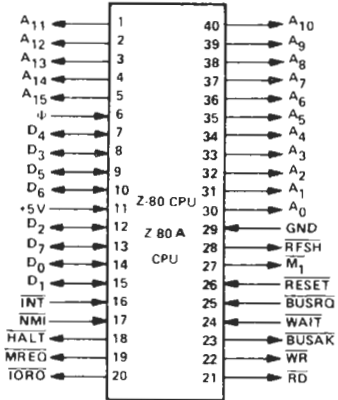 A11 1 40 A10
A12 2 39 A9
A13 3 38 A8
A14 4 37 A7
A15 5 36 A6
Φ 6 35 A5
D4 7 34 A4
D3 8 33 A3
D5 9 32 A2
D6 10 31 A1
+5V 11 Z-80 CPU 30 A0
D2 12 29 GND
D7 13 Z 80 A 28 RFSH
D0 14 CPU 27 M1
D1 15 26 RESET
INT 16 25 BUSRQ
NMI 17 24 WAIT
HALT 18 23 BUSAK
MREQ 19 22 WR
IORQ 20 21 RD